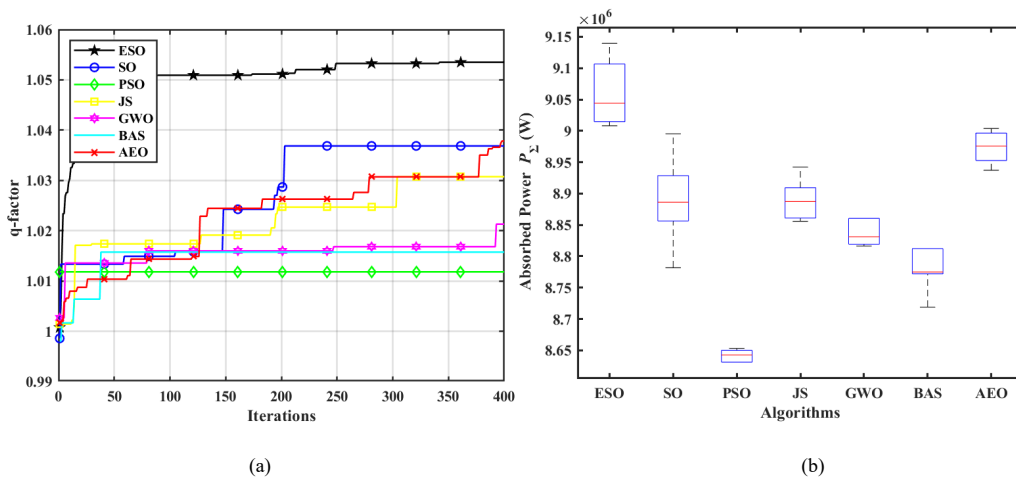 1.06
1.05
1.04
1.03
1.02
1.01
1
0.99
q-factor
ESO
SO
PSO
JS
GWO
BAS
AEO
0 50 100 150 200 250 300 350 400
Iterations
(a)
×10⁶
9.15
9.1
9.05
9
8.95
8.9
8.85
8.8
8.75
8.7
8.65
Absorbed Power P_Σ (W)
ESO SO PSO JS GWO BAS AEO
Algorithms
(b)